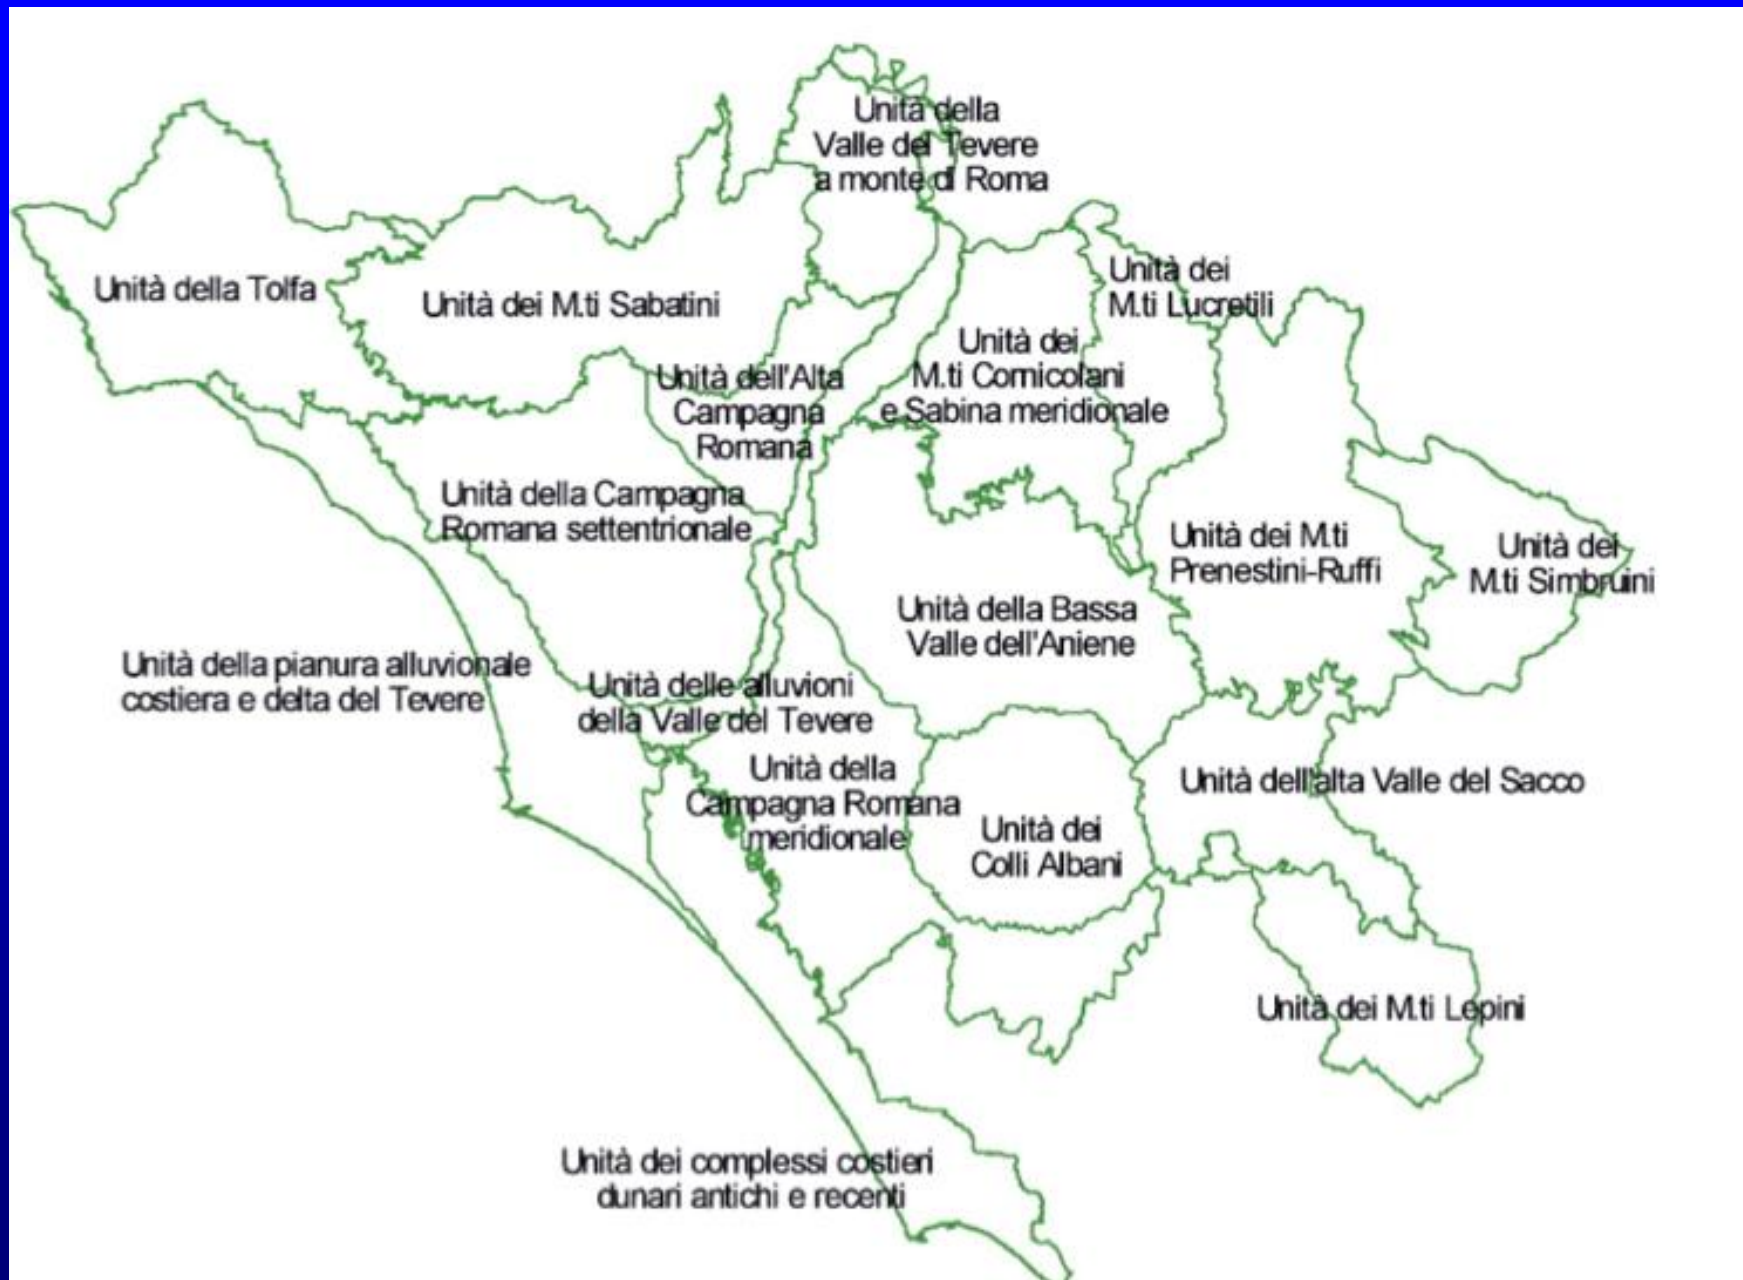 Unità della
Valle del Tevere
a monte di Roma
Unità della Tolfa
Unità dei M.ti Sabatini
Unità dei
M.ti Lucretili
Unità dei
M.ti Cornicolani
e Sabina meridionale
Unità dell'Alta
Campagna
Romana
Unità della Campagna
Romana settentrionale
Unità dei M.ti
Prenestini-Ruffi
Unità dei
M.ti Simbruini
Unità della Bassa
Valle dell'Aniene
Unità della pianura alluvionale
costiera e delta del Tevere
Unità delle alluvioni
della Valle del Tevere
Unità della
Campagna Romana
meridionale
Unità dell'alta Valle del Sacco
Unità dei
Colli Albani
Unità dei M.ti Lepini
Unità dei complessi costieri
dunari antichi e recenti